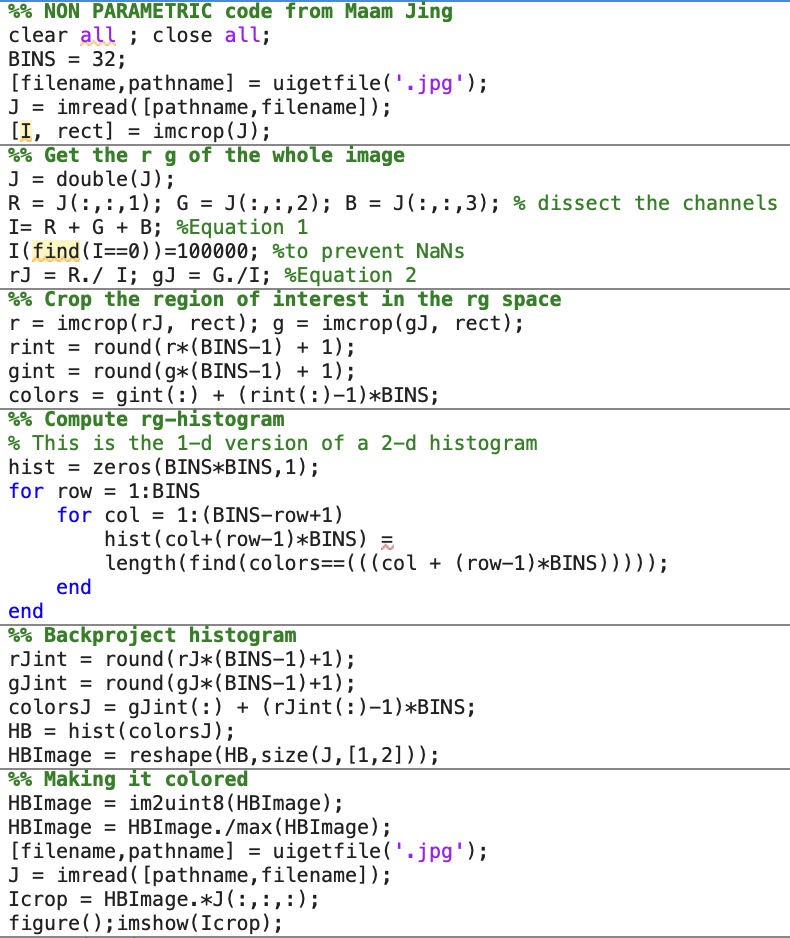 %% NON PARAMETRIC code from Maam Jing
clear all ; close all;
BINS = 32;
[filename,pathname] = uigetfile('.jpg');
J = imread([pathname,filename]);
[I, rect] = imcrop(J);
%% Get the r g of the whole image
J = double(J);
R = J(:,:,1); G = J(:,:,2); B = J(:,:,3); % dissect the channels
I= R + G + B; %Equation 1
I(find(I==0))=100000; %to prevent NaNs
rJ = R./ I; gJ = G./I; %Equation 2
%% Crop the region of interest in the rg space
r = imcrop(rJ, rect); g = imcrop(gJ, rect);
rint = round(r*(BINS-1) + 1);
gint = round(g*(BINS-1) + 1);
colors = gint(:) + (rint(:)-1)*BINS;
%% Compute rg-histogram
% This is the 1-d version of a 2-d histogram
hist = zeros(BINS*BINS,1);
for row = 1:BINS
    for col = 1:(BINS-row+1)
        hist(col+(row-1)*BINS) =
        length(find(colors==(((col + (row-1)*BINS)))));
    end
end
%% Backproject histogram
rJint = round(rJ*(BINS-1)+1);
gJint = round(gJ*(BINS-1)+1);
colorsJ = gJint(:) + (rJint(:)-1)*BINS;
HB = hist(colorsJ);
HBImage = reshape(HB,size(J,[1,2]));
%% Making it colored
HBImage = im2uint8(HBImage);
HBImage = HBImage./max(HBImage);
[filename,pathname] = uigetfile('.jpg');
J = imread([pathname,filename]);
Icrop = HBImage.*J(:,:,:);
figure();imshow(Icrop);